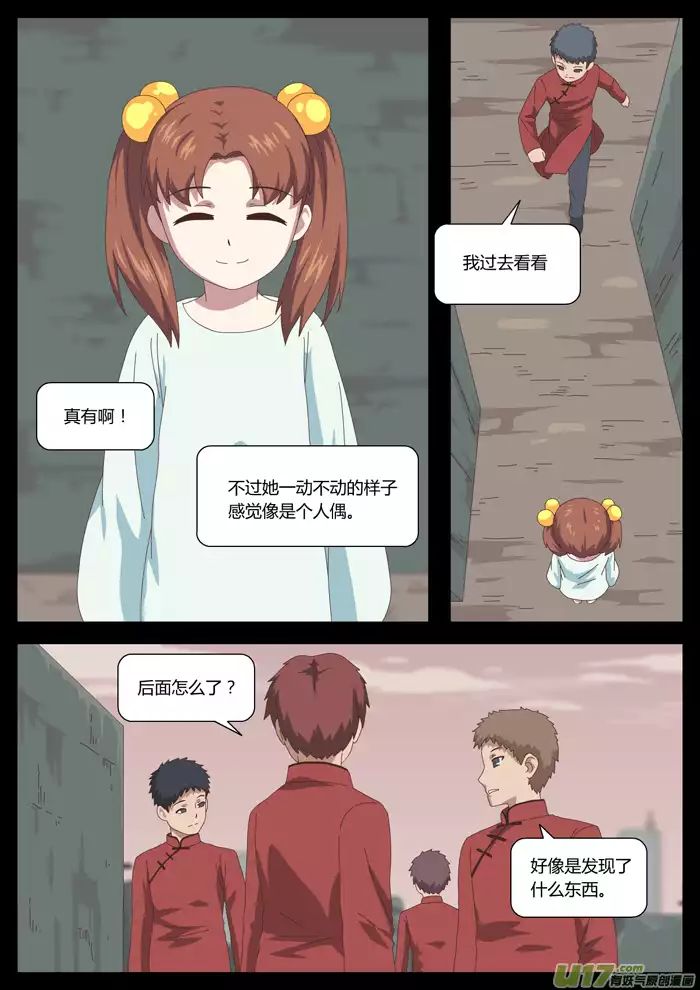 真有啊！
不过她一动不动的样子
感觉像是个人偶。
我过去看看
后面怎么了？
好像是发现了
什么东西。
U17.com
有妖气原创漫画